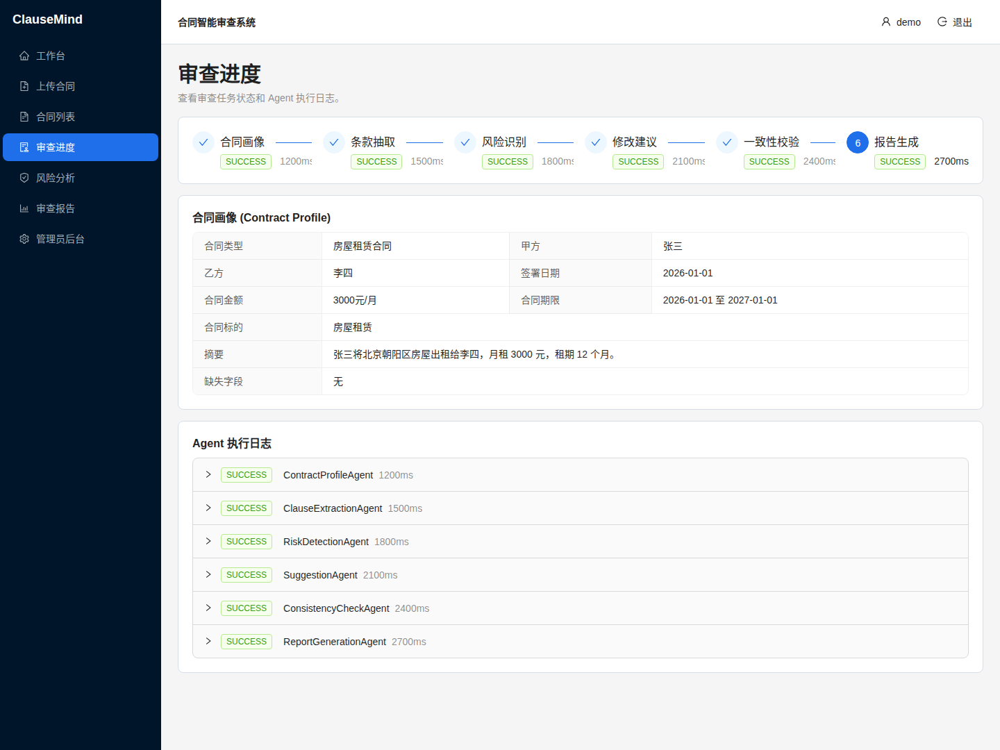 ClauseMind
工作台
上传合同
合同列表
审查进度
风险分析
审查报告
管理员后台
合同智能审查系统
demo
退出
审查进度
查看审查任务状态和 Agent 执行日志。
合同画像
SUCCESS 1200ms
条款抽取
SUCCESS 1500ms
风险识别
SUCCESS 1800ms
修改建议
SUCCESS 2100ms
一致性校验
SUCCESS 2400ms
6 报告生成
SUCCESS 2700ms
合同画像 (Contract Profile)
合同类型 房屋租赁合同 甲方 张三
乙方 李四 签署日期 2026-01-01
合同金额 3000元/月 合同期限 2026-01-01 至 2027-01-01
合同标的 房屋租赁
摘要 张三将北京朝阳区房屋出租给李四，月租 3000 元，租期 12 个月。
缺失字段 无
Agent 执行日志
SUCCESS ContractProfileAgent 1200ms
SUCCESS ClauseExtractionAgent 1500ms
SUCCESS RiskDetectionAgent 1800ms
SUCCESS SuggestionAgent 2100ms
SUCCESS ConsistencyCheckAgent 2400ms
SUCCESS ReportGenerationAgent 2700ms